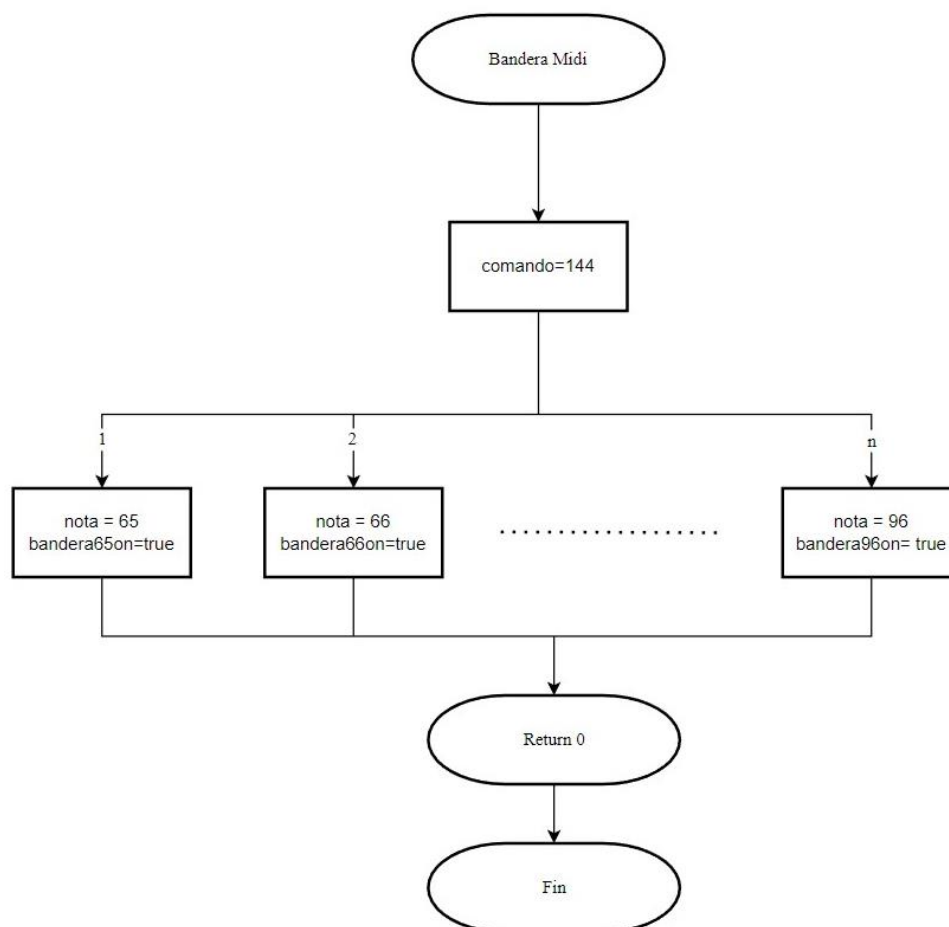 Bandera Midi
comando=144
1
2
n
nota = 65
bandera65on=true
nota = 66
bandera66on=true
nota = 96
bandera96on= true
Return 0
Fin